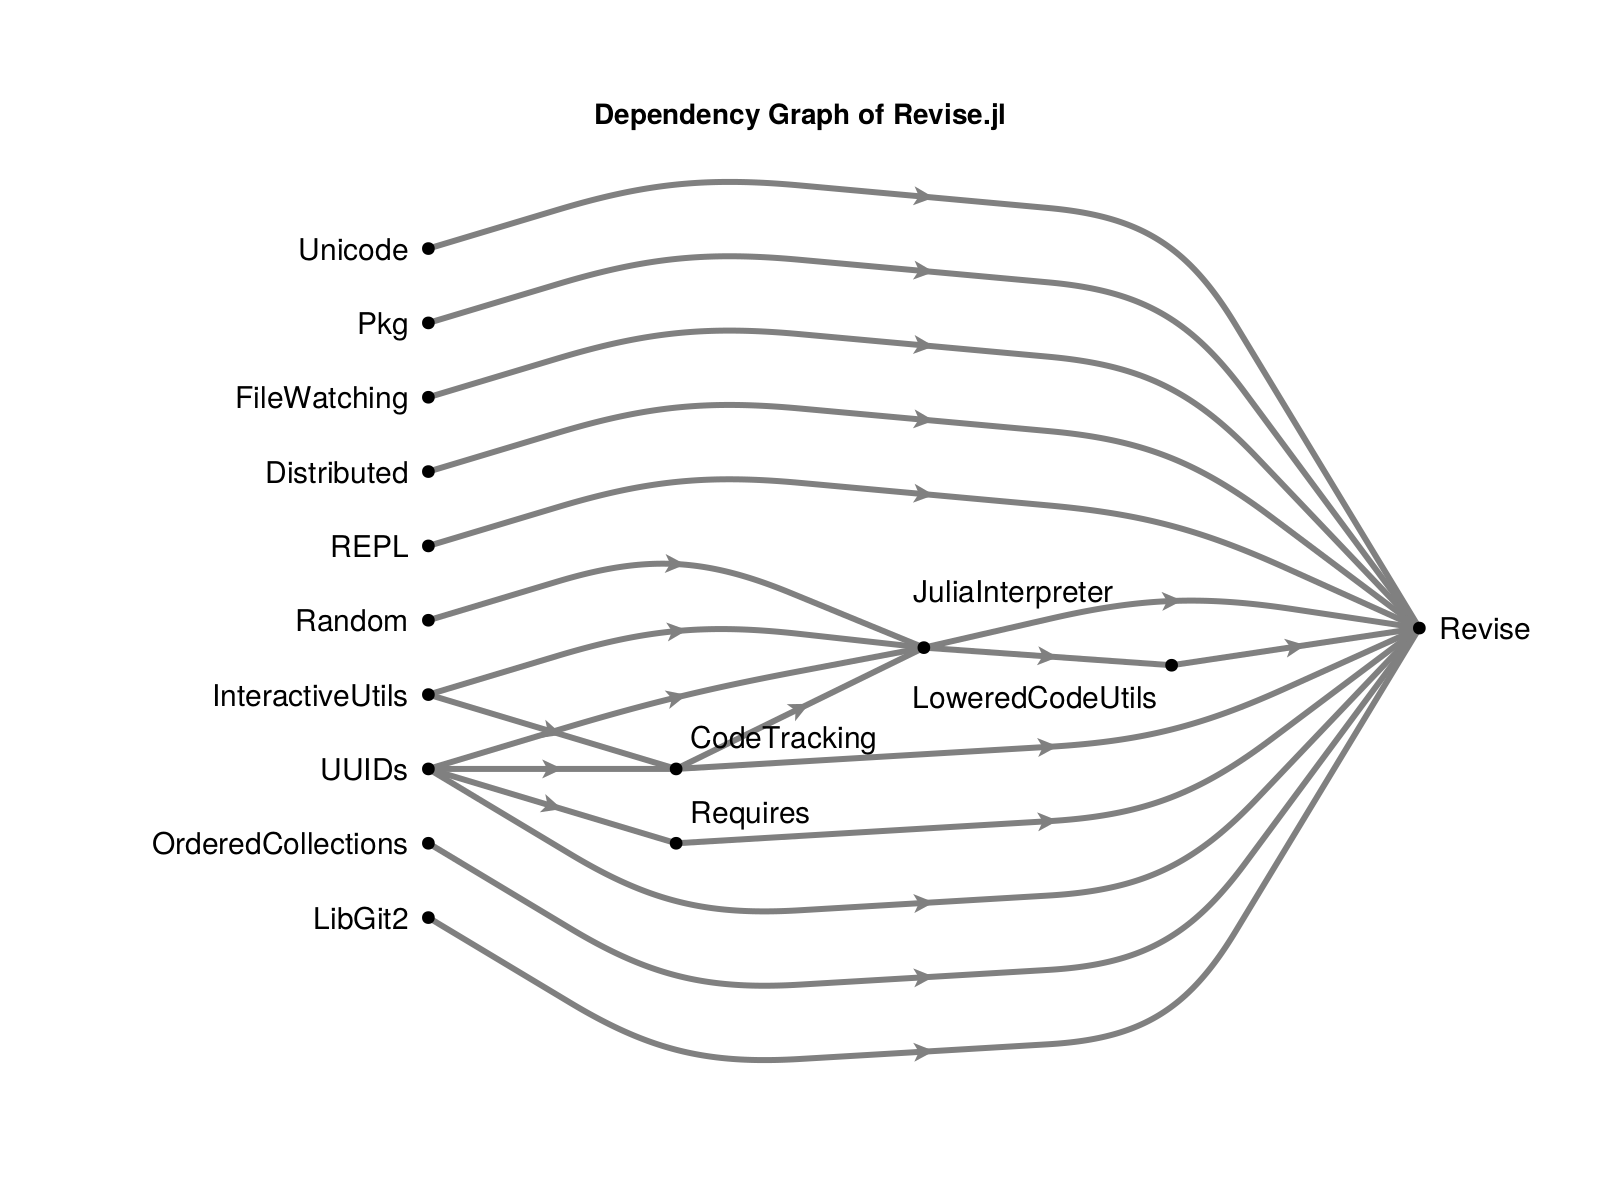 Dependency Graph of Revise.jl
Unicode
Pkg
FileWatching
Distributed
REPL
Random
JuliaInterpreter
Revise
InteractiveUtils
LoweredCodeUtils
CodeTracking
UUIDs
Requires
OrderedCollections
LibGit2